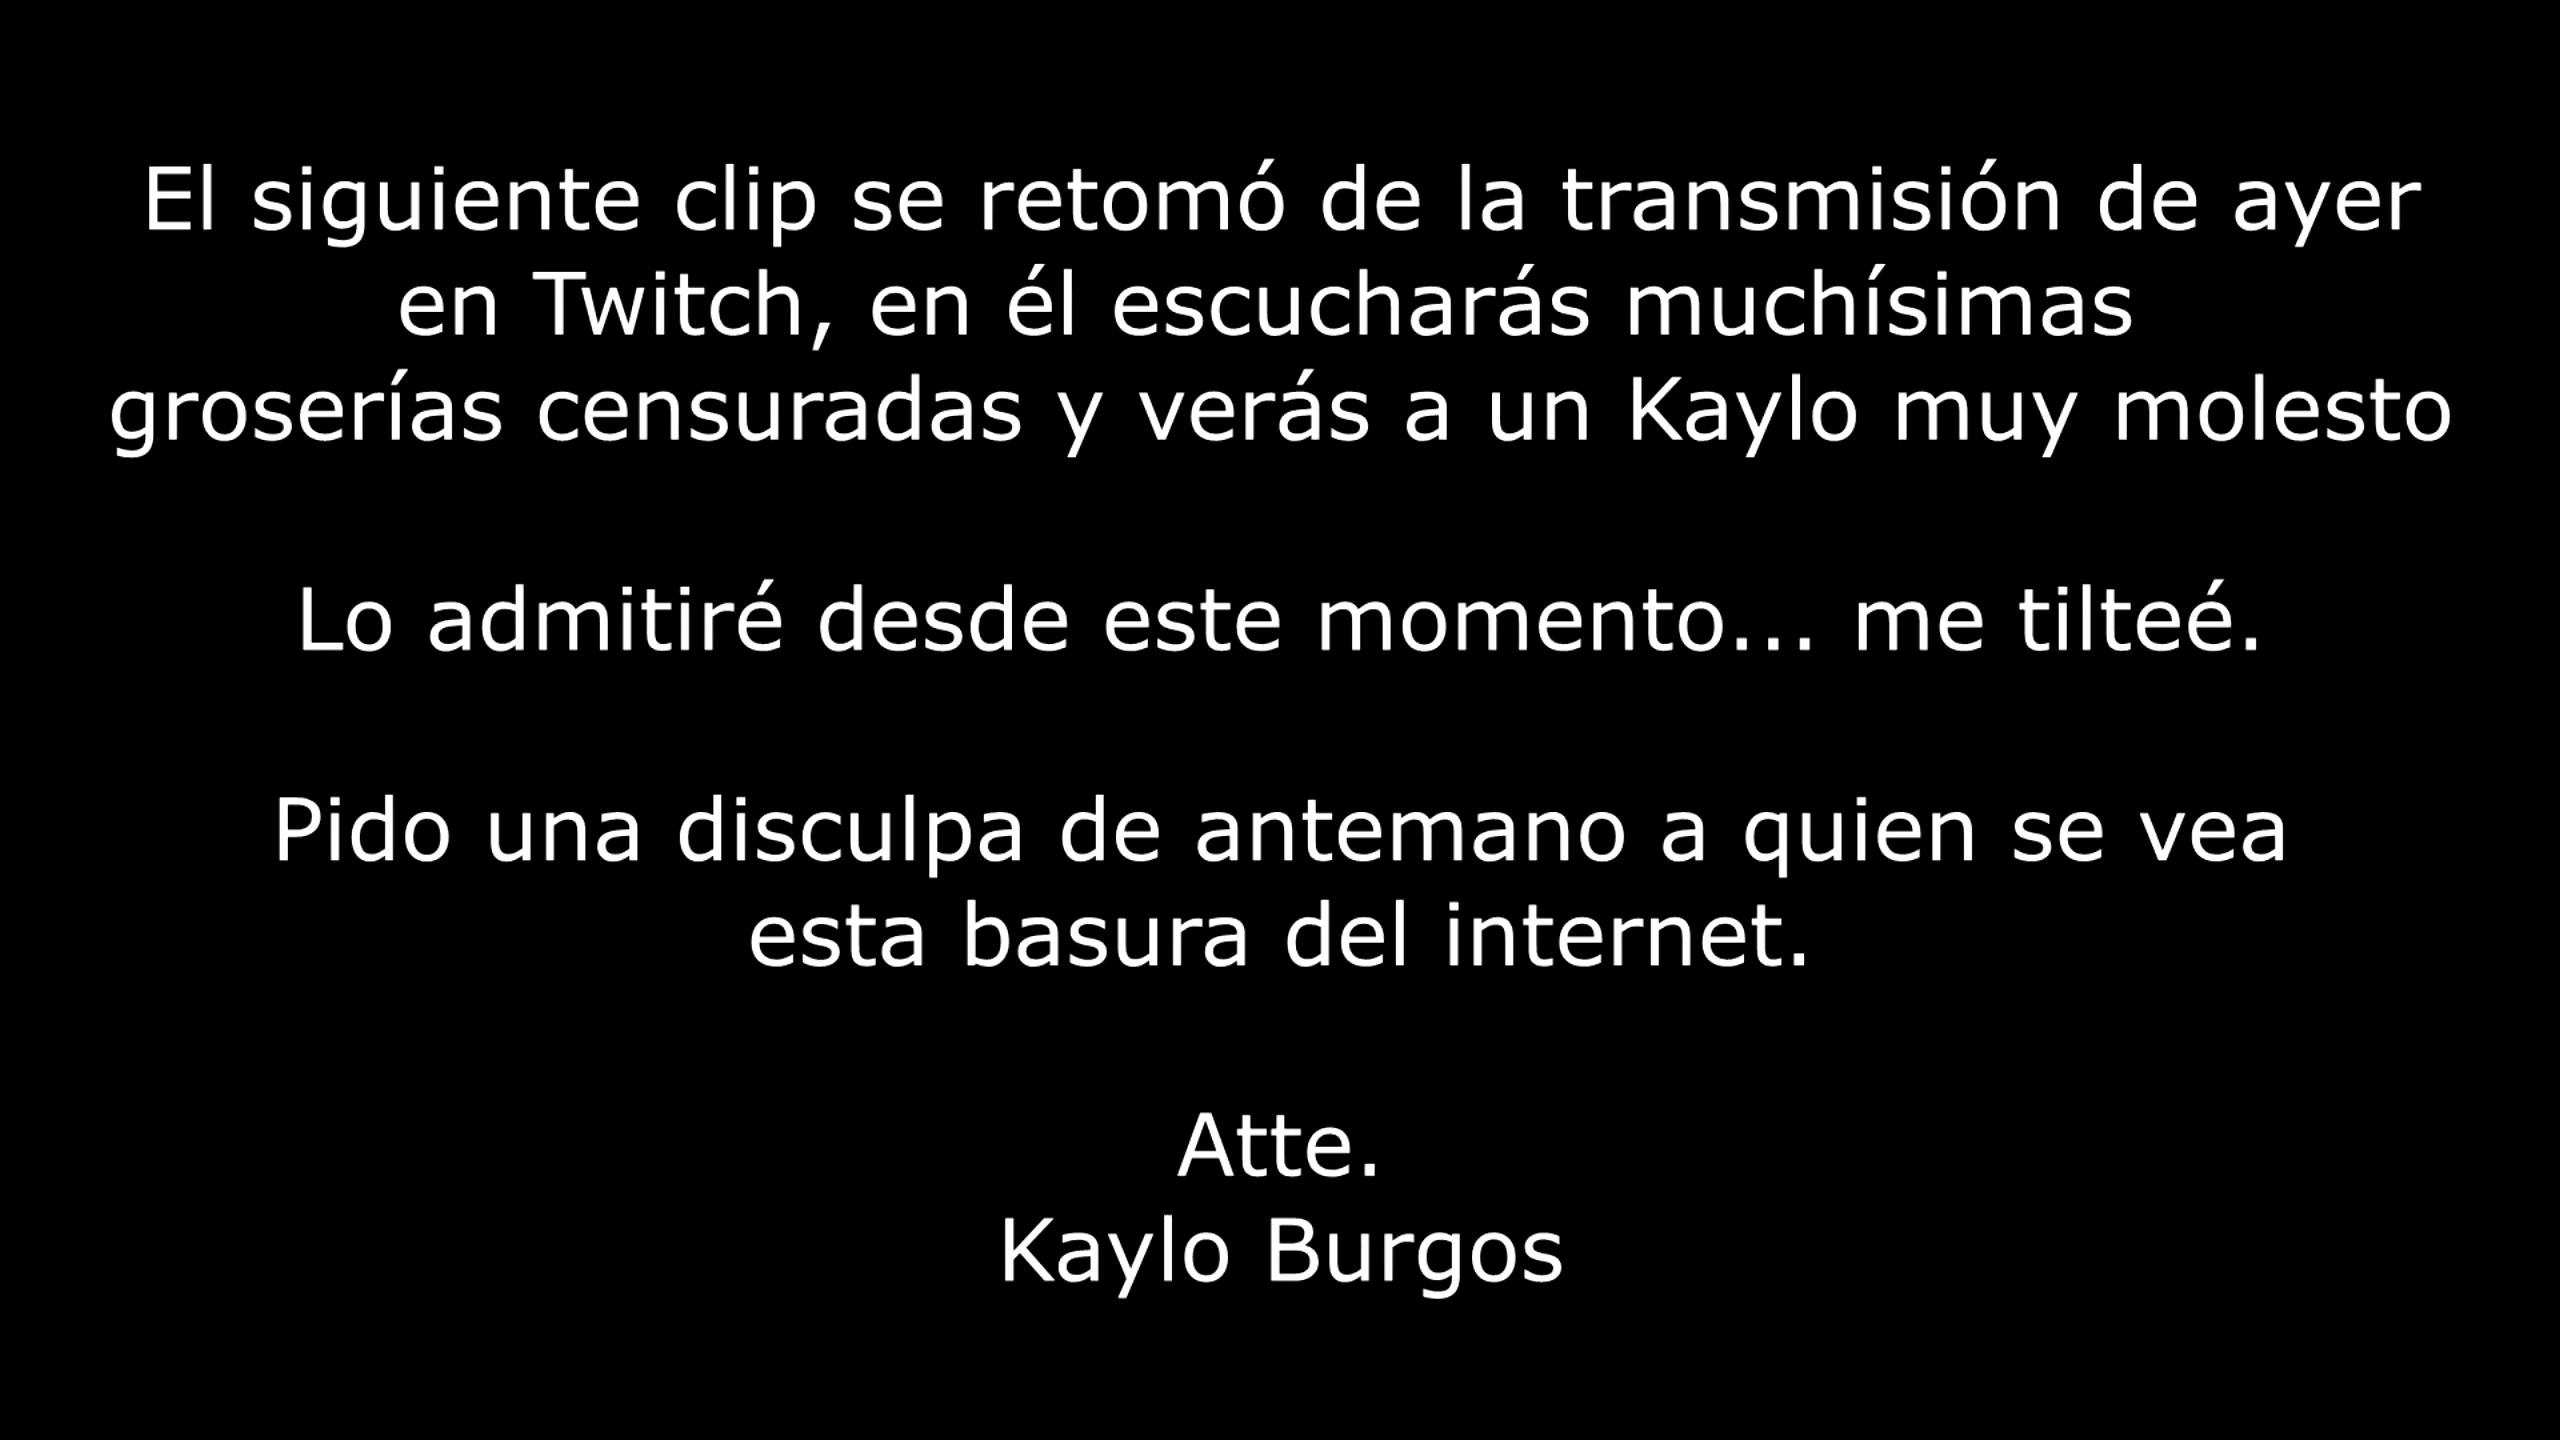 El siguiente clip se retomó de la transmisión de ayer
en Twitch, en él escucharás muchísimas
groserías censuradas y verás a un Kaylo muy molesto
Lo admitiré desde este momento... me tilteé.
Pido una disculpa de antemano a quien se vea
esta basura del internet.
Atte.
Kaylo Burgos